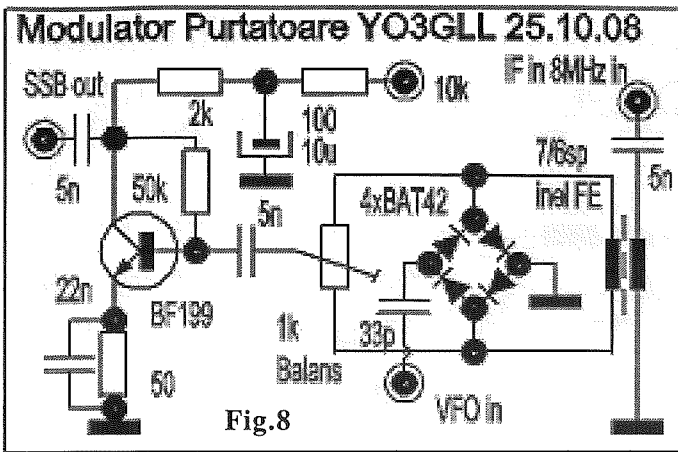 Modulator Purtatoare YO3GLL 25.10.08
SSB out
2k
10k
IF in 8MHz in
100
10u
7/6sp
inel FE
5n
5n
50k
5n
4xBAT42
22n
BF199
1k
Balans
33p
50
VFO in
Fig.8